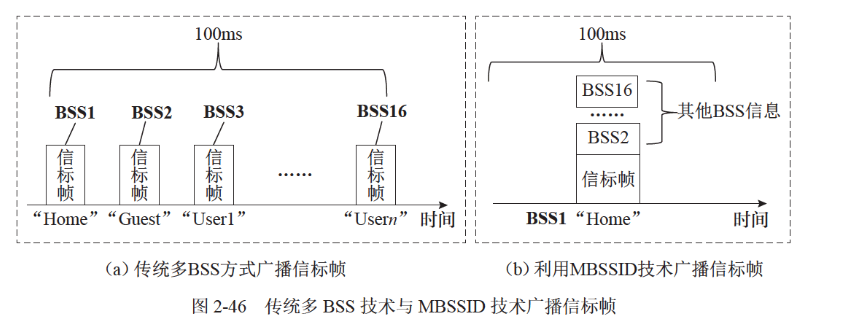 100ms
BSS1 BSS2 BSS3 BSS16
信标帧 信标帧 信标帧 …… 信标帧
“Home” “Guest” “User1” “Usern” 时间
(a) 传统多BSS方式广播信标帧
100ms
BSS16
……
BSS2
其他BSS信息
信标帧
BSS1 “Home” 时间
(b) 利用MBSSID技术广播信标帧
图 2-46 传统多 BSS 技术与 MBSSID 技术广播信标帧